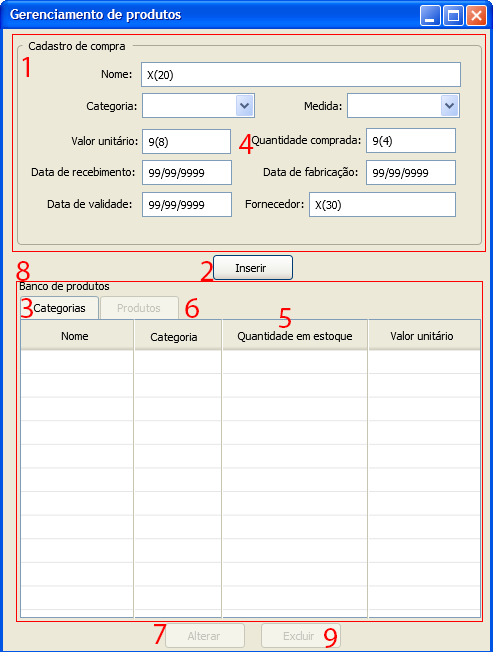 Gerenciamento de produtos
Cadastro de compra
1
Nome: X(20)
Categoria: Medida:
Valor unitário: 9(8) 4 Quantidade comprada: 9(4)
Data de recebimento: 99/99/9999 Data de fabricação: 99/99/9999
Data de validade: 99/99/9999 Fornecedor: X(30)
8 2 Inserir
Banco de produtos
3 Categorias Produtos 6 5
Nome Categoria Quantidade em estoque Valor unitário
7 Alterar Excluir 9